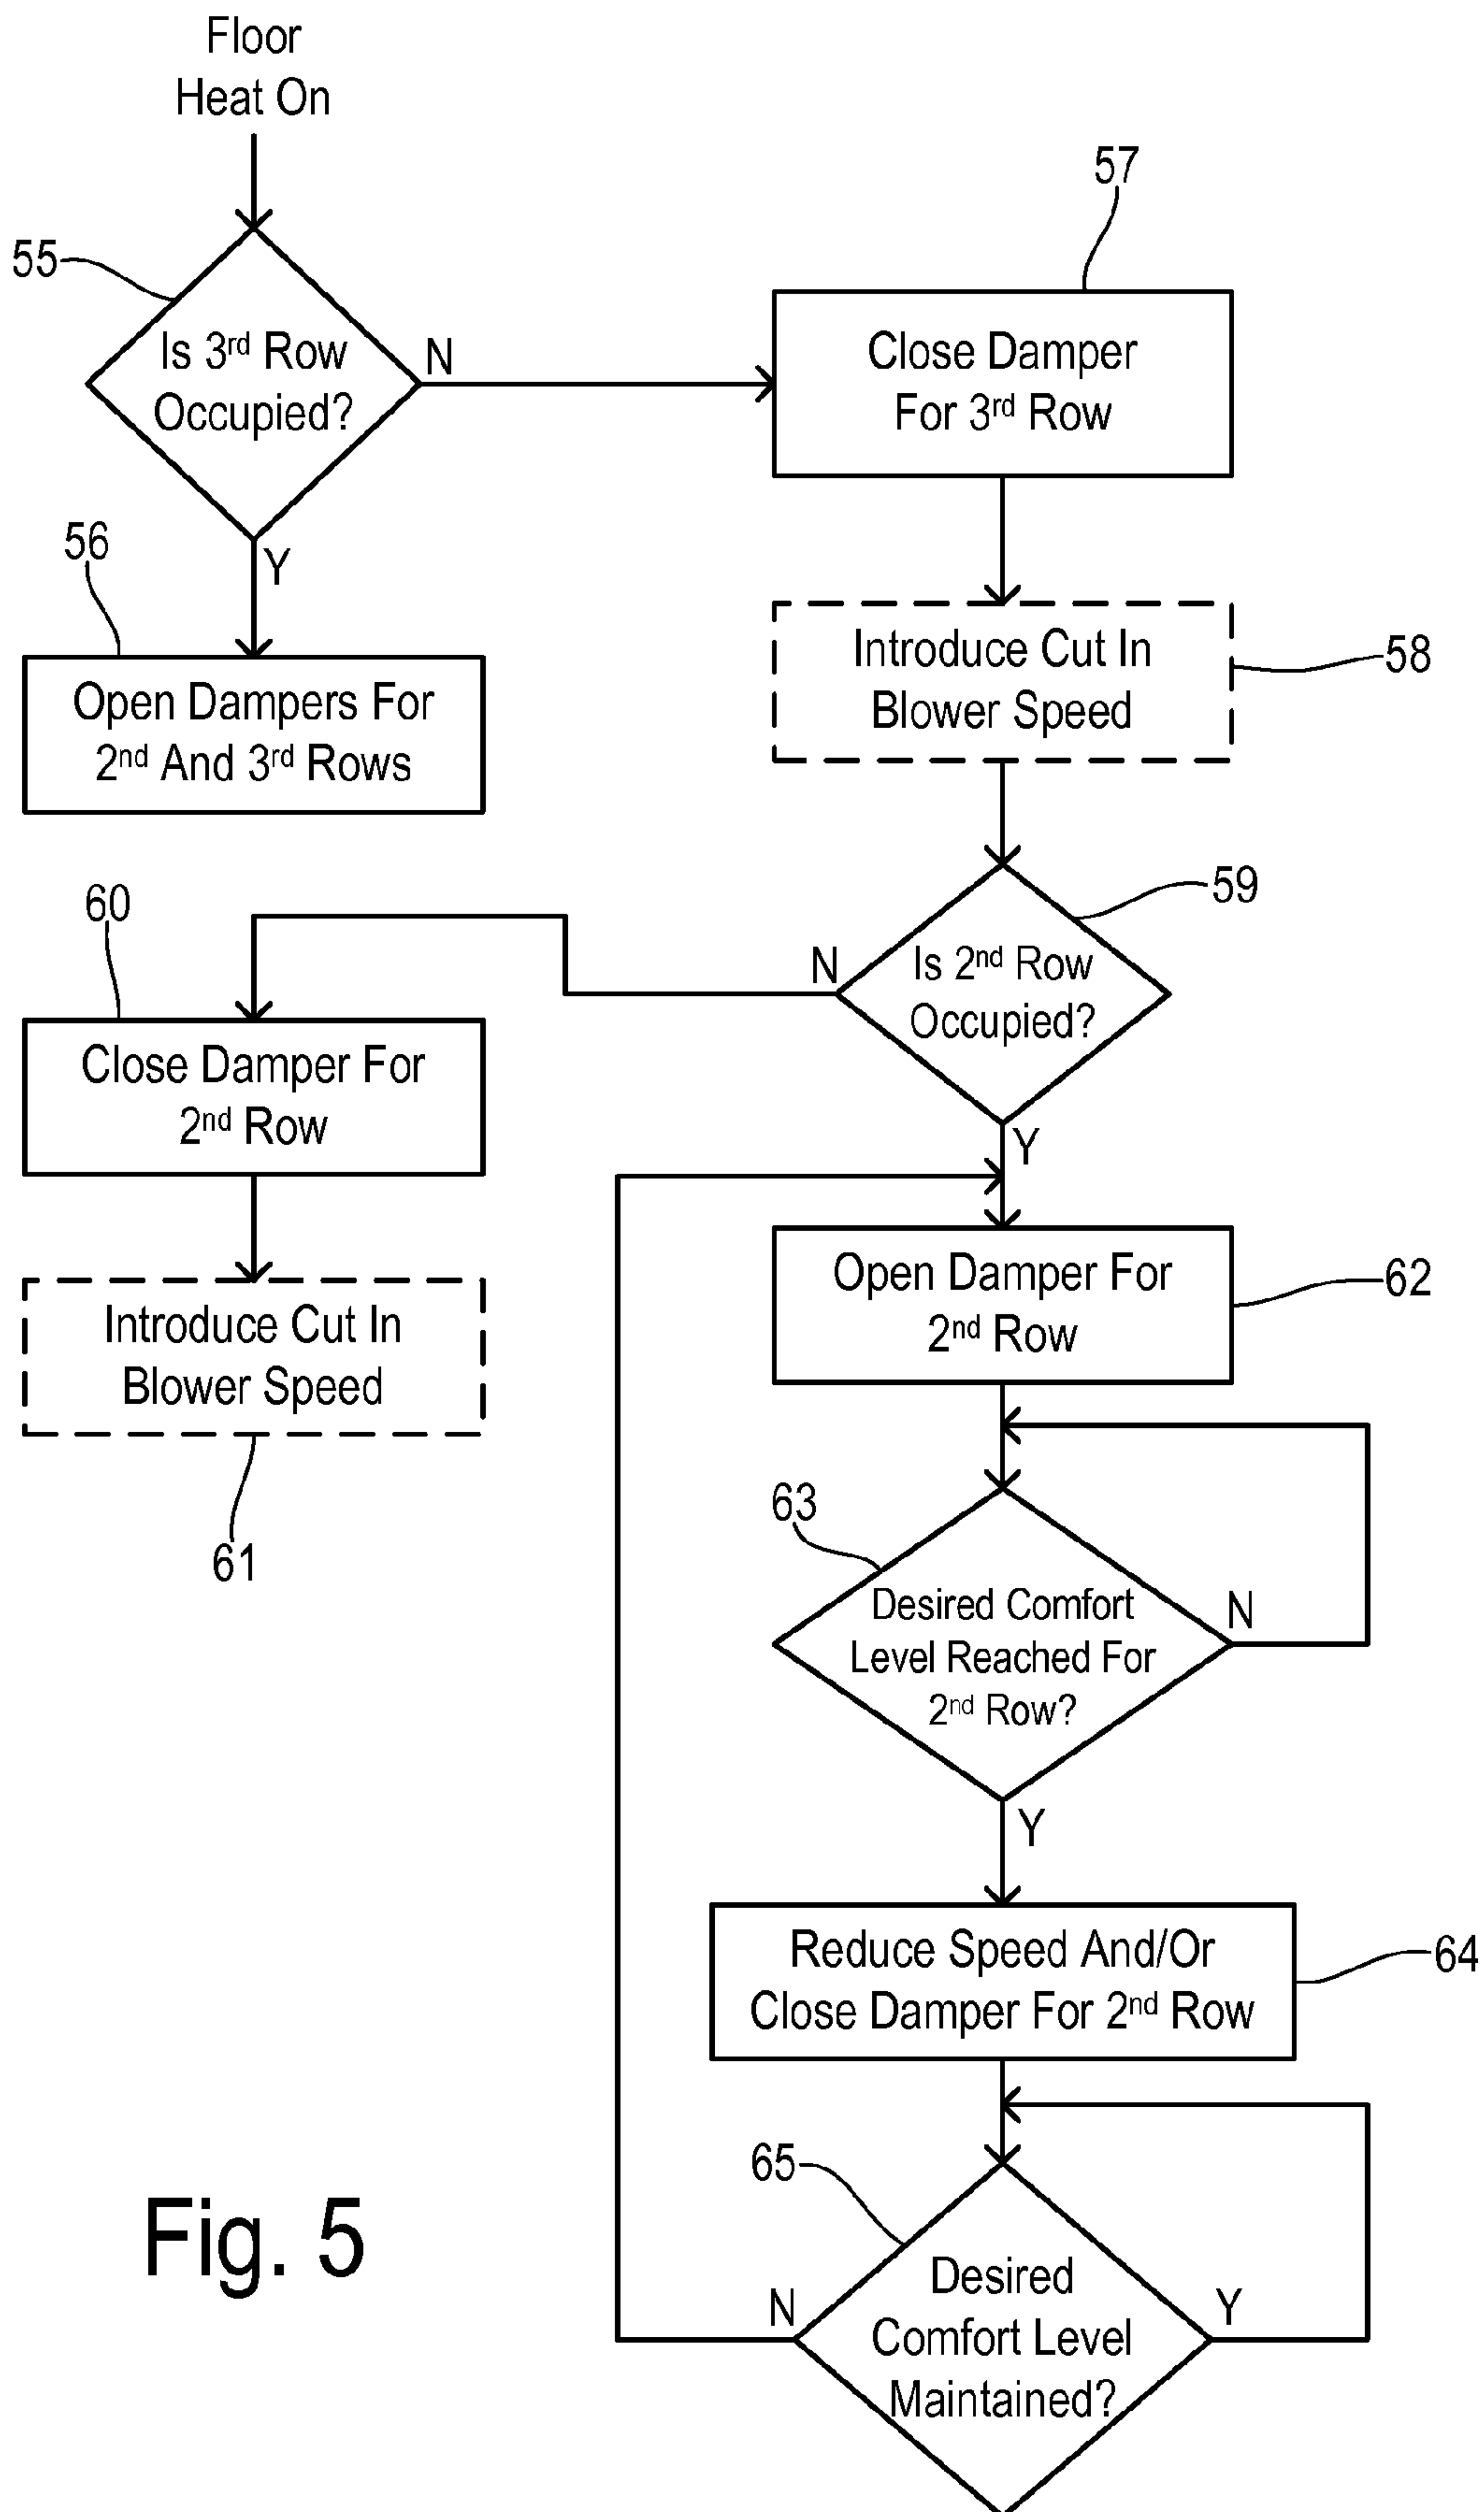 Floor
Heat On
57
55
Is 3rd Row
Occupied?
N
Close Damper
For 3rd Row
Y
56
Open Dampers For
2nd And 3rd Rows
Introduce Cut In
Blower Speed
58
59
Is 2nd Row
Occupied?
N
Y
60
Close Damper For
2nd Row
Introduce Cut In
Blower Speed
61
Open Damper For
2nd Row
62
63
Desired Comfort
Level Reached For
2nd Row?
N
Y
Reduce Speed And/Or
Close Damper For 2nd Row
64
65
Desired
Comfort Level
Maintained?
N
Y
Fig. 5